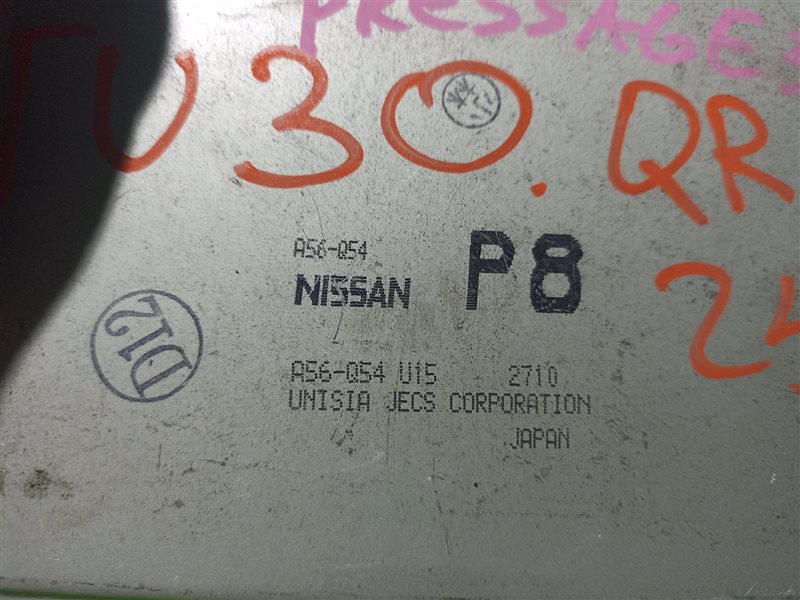 PRESSAGE
TU30. QR
A56-Q54
NISSAN P8
D12
A56-Q54 U15 2710
UNISIA JECS CORPORATION
JAPAN